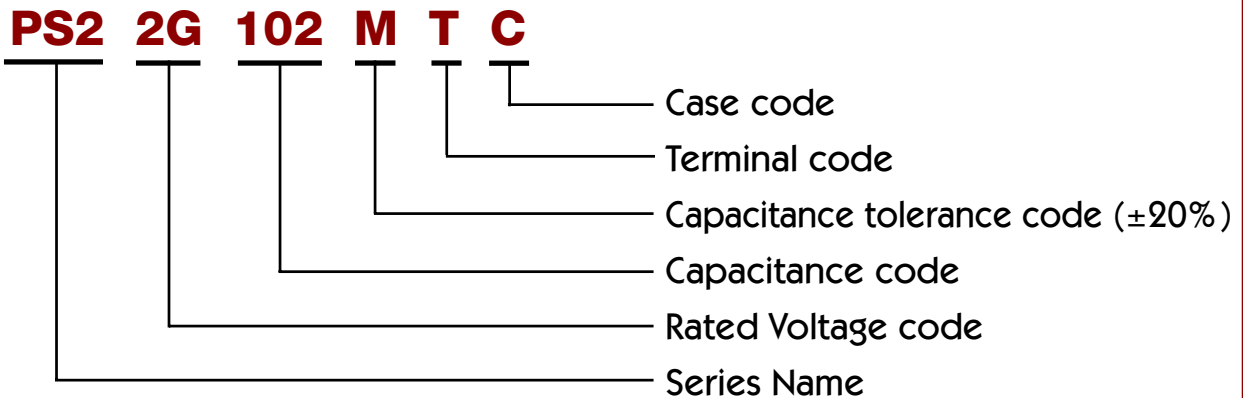 PS2 2G 102 M T C
Case code
Terminal code
Capacitance tolerance code (±20%)
Capacitance code
Rated Voltage code
Series Name